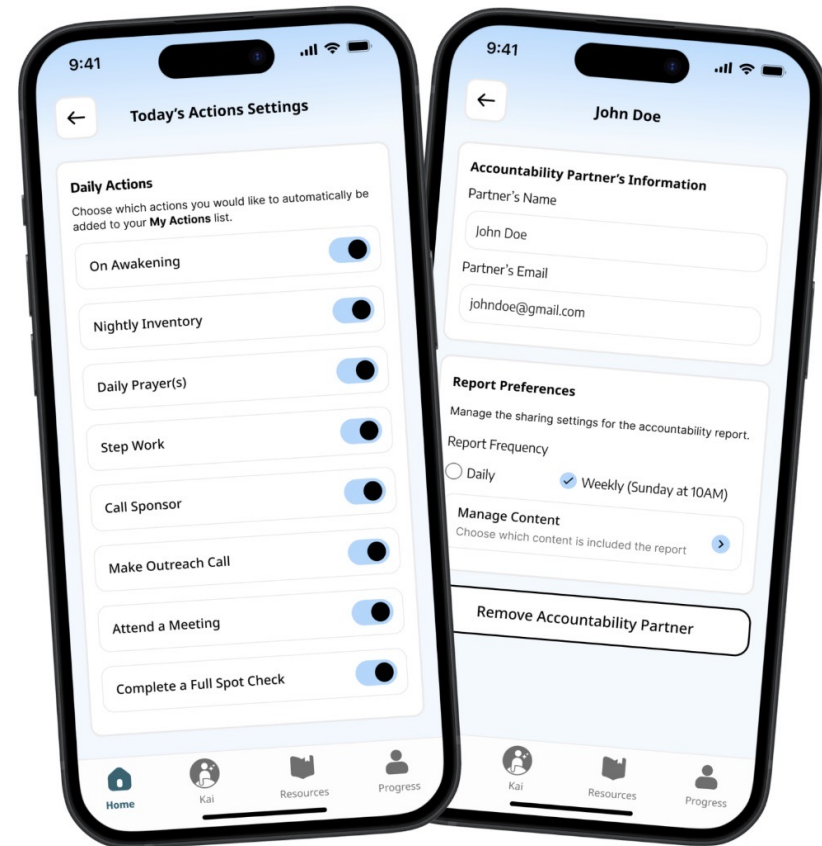 9:41
Today's Actions Settings
Daily Actions
Choose which actions you would like to automatically be
added to your My Actions list.
On Awakening
Nightly Inventory
Daily Prayer(s)
Step Work
Call Sponsor
Make Outreach Call
Attend a Meeting
Complete a Full Spot Check
Home
Kai
Resources
Progress
9:41
John Doe
Accountability Partner's Information
Partner's Name
John Doe
Partner's Email
johndoe@gmail.com
Report Preferences
Manage the sharing settings for the accountability report.
Report Frequency
Daily
Weekly (Sunday at 10AM)
Manage Content
Choose which content is included the report
Remove Accountability Partner
Kai
Resources
Progress